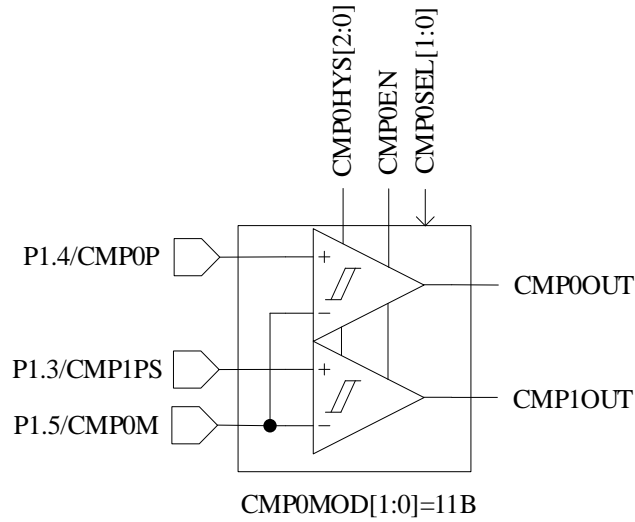 CMP0HYS[2:0]
CMP0EN
CMP0SEL[1:0]
P1.4/CMP0P
+
−
CMP0OUT
P1.3/CMP1PS
+
P1.5/CMP0M
−
CMP1OUT
CMP0MOD[1:0]=11B